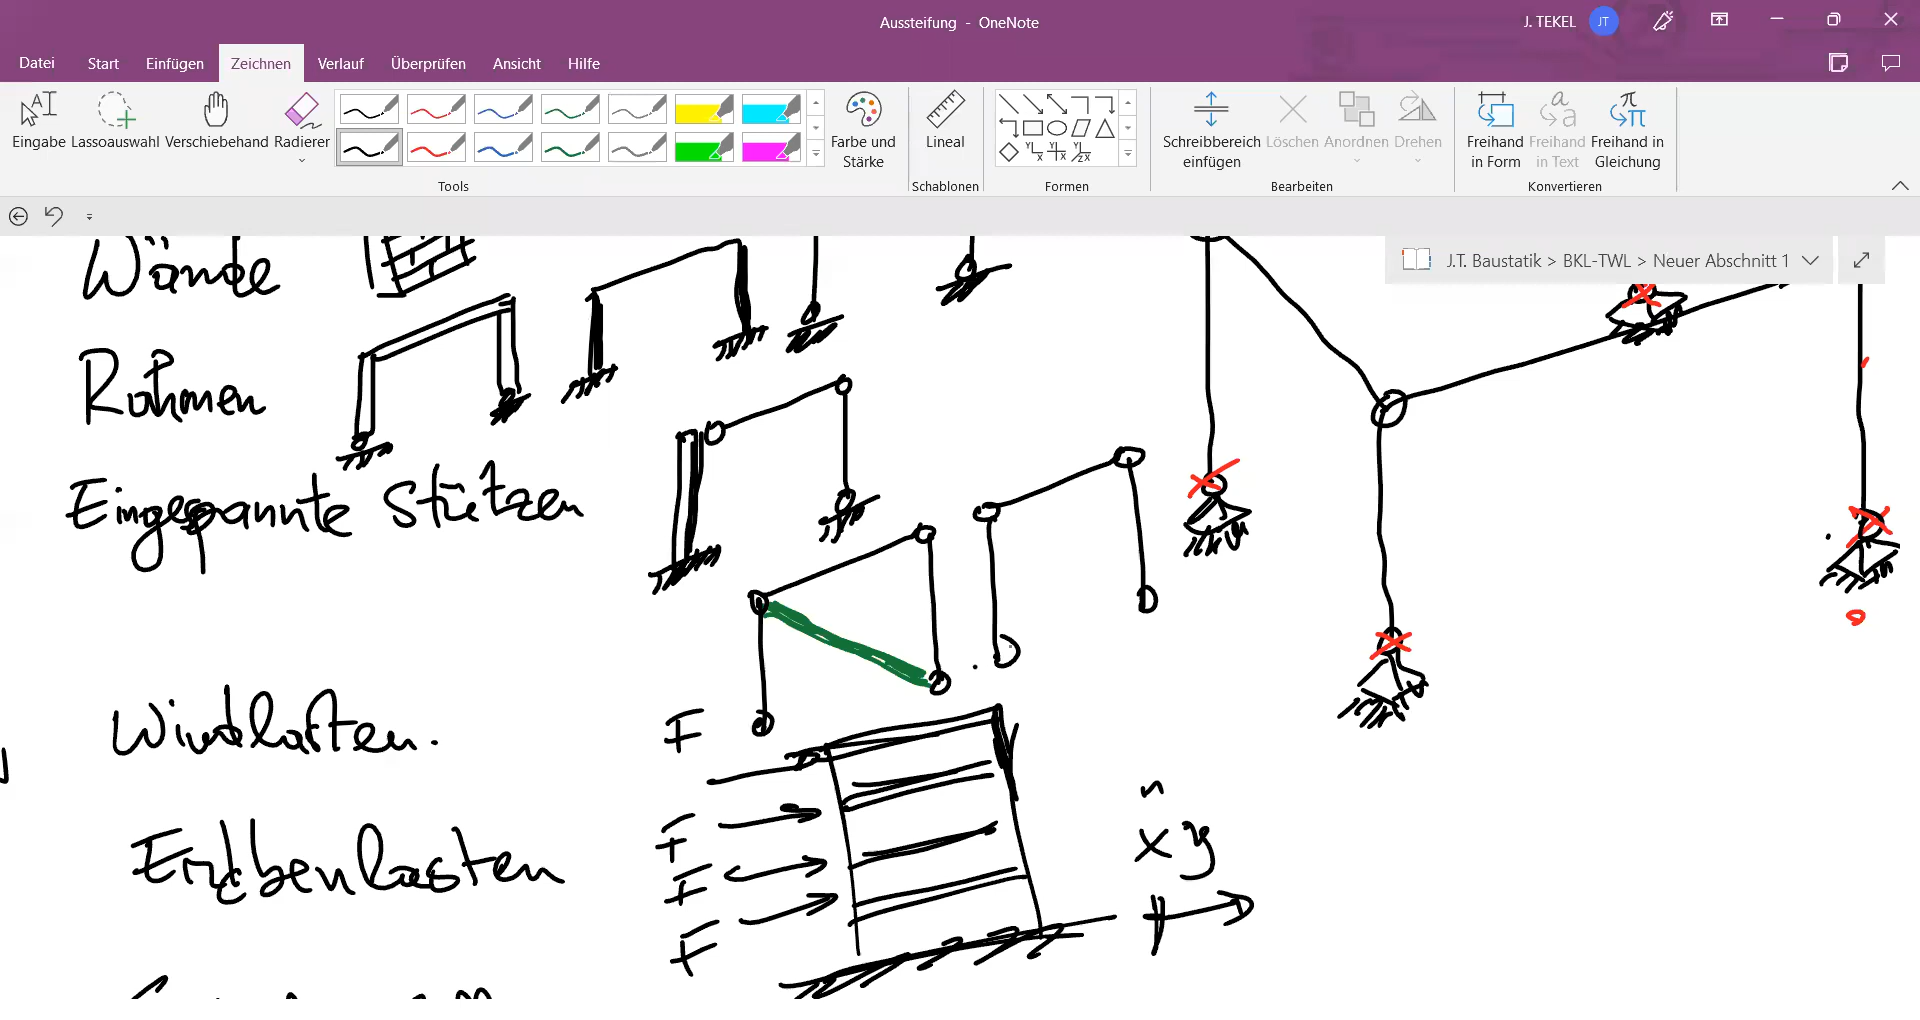 Aussteifung - OneNote
J. TEKEL
JT
Datei Start Einfügen Zeichnen Verlauf Überprüfen Ansicht Hilfe
Eingabe Lassoauswahl Verschiebehand Radierer
Farbe und Stärke
Lineal
Schreibbereich einfügen
Löschen Anordnen Drehen
Freihand in Form
Freihand in Text
Freihand in Gleichung
Tools Schablonen Formen Bearbeiten Konvertieren
J.T. Baustatik > BKL-TWL > Neuer Abschnitt 1
Wände
Rahmen
Eingespannte Stützen
Windlasten.
F
Erdbenlasten
F
F
F
x y